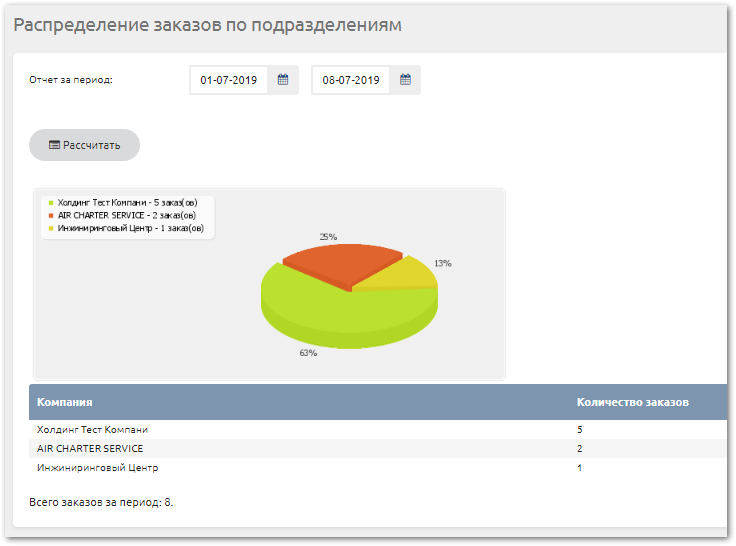 Распределение заказов по подразделениям
Отчет за период: 01-07-2019 08-07-2019
Рассчитать
Холдинг Тест Компани - 5 заказ(ов)
AIR CHARTER SERVICE - 2 заказ(ов)
Инжиниринговый Центр - 1 заказ(ов)
25%
13%
63%
Компания Количество заказов
Холдинг Тест Компани 5
AIR CHARTER SERVICE 2
Инжиниринговый Центр 1
Всего заказов за период: 8.